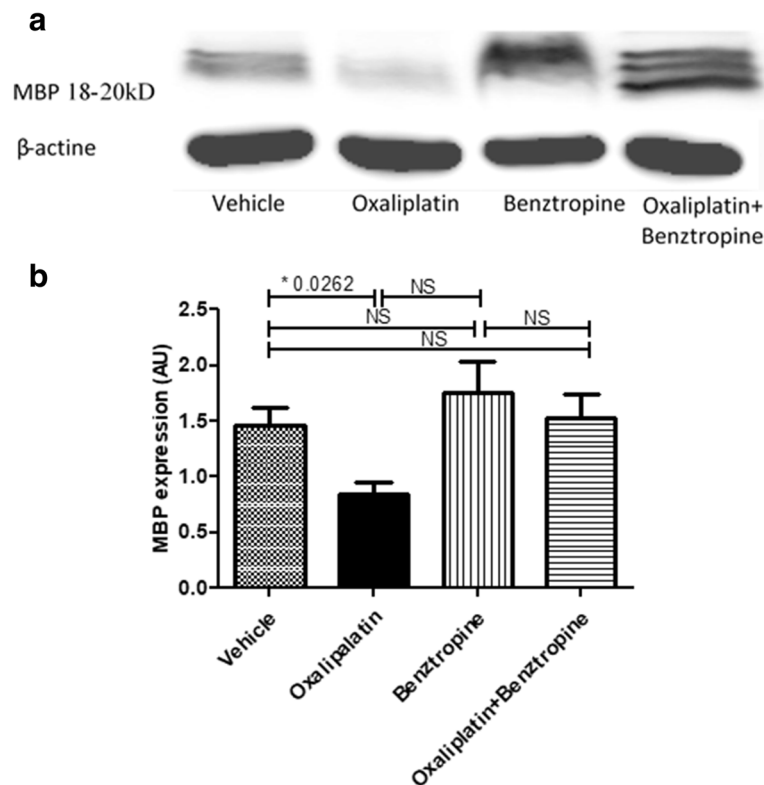 a
MBP 18-20kD
β-actine
Vehicle Oxaliplatin Benztropine Oxaliplatin+
Benztropine
b
* 0.0262 NS
NS NS
NS
MBP expression (AU)
2.5
2.0
1.5
1.0
0.5
0.0
Vehicle
Oxalipalatin
Benztropine
Oxaliplatin+Benztropine